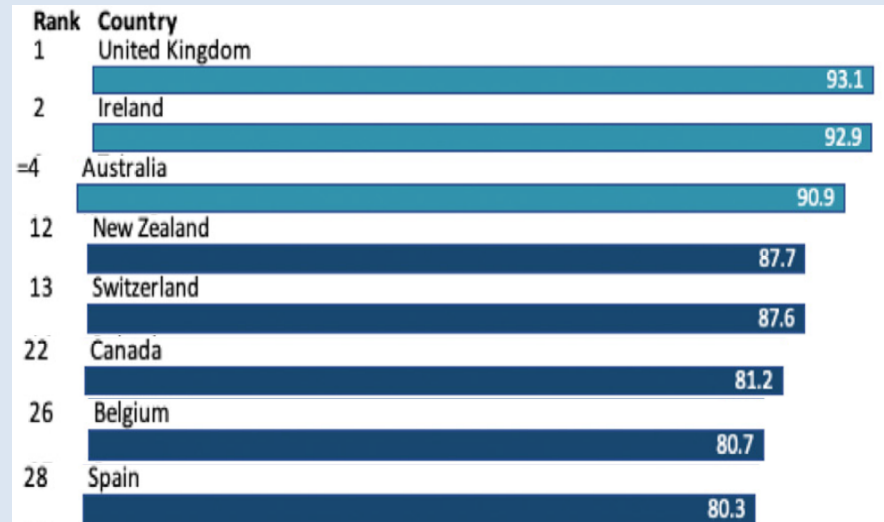 Rank Country
1 United Kingdom
93.1
2 Ireland
92.9
=4 Australia
90.9
12 New Zealand
87.7
13 Switzerland
87.6
22 Canada
81.2
26 Belgium
80.7
28 Spain
80.3